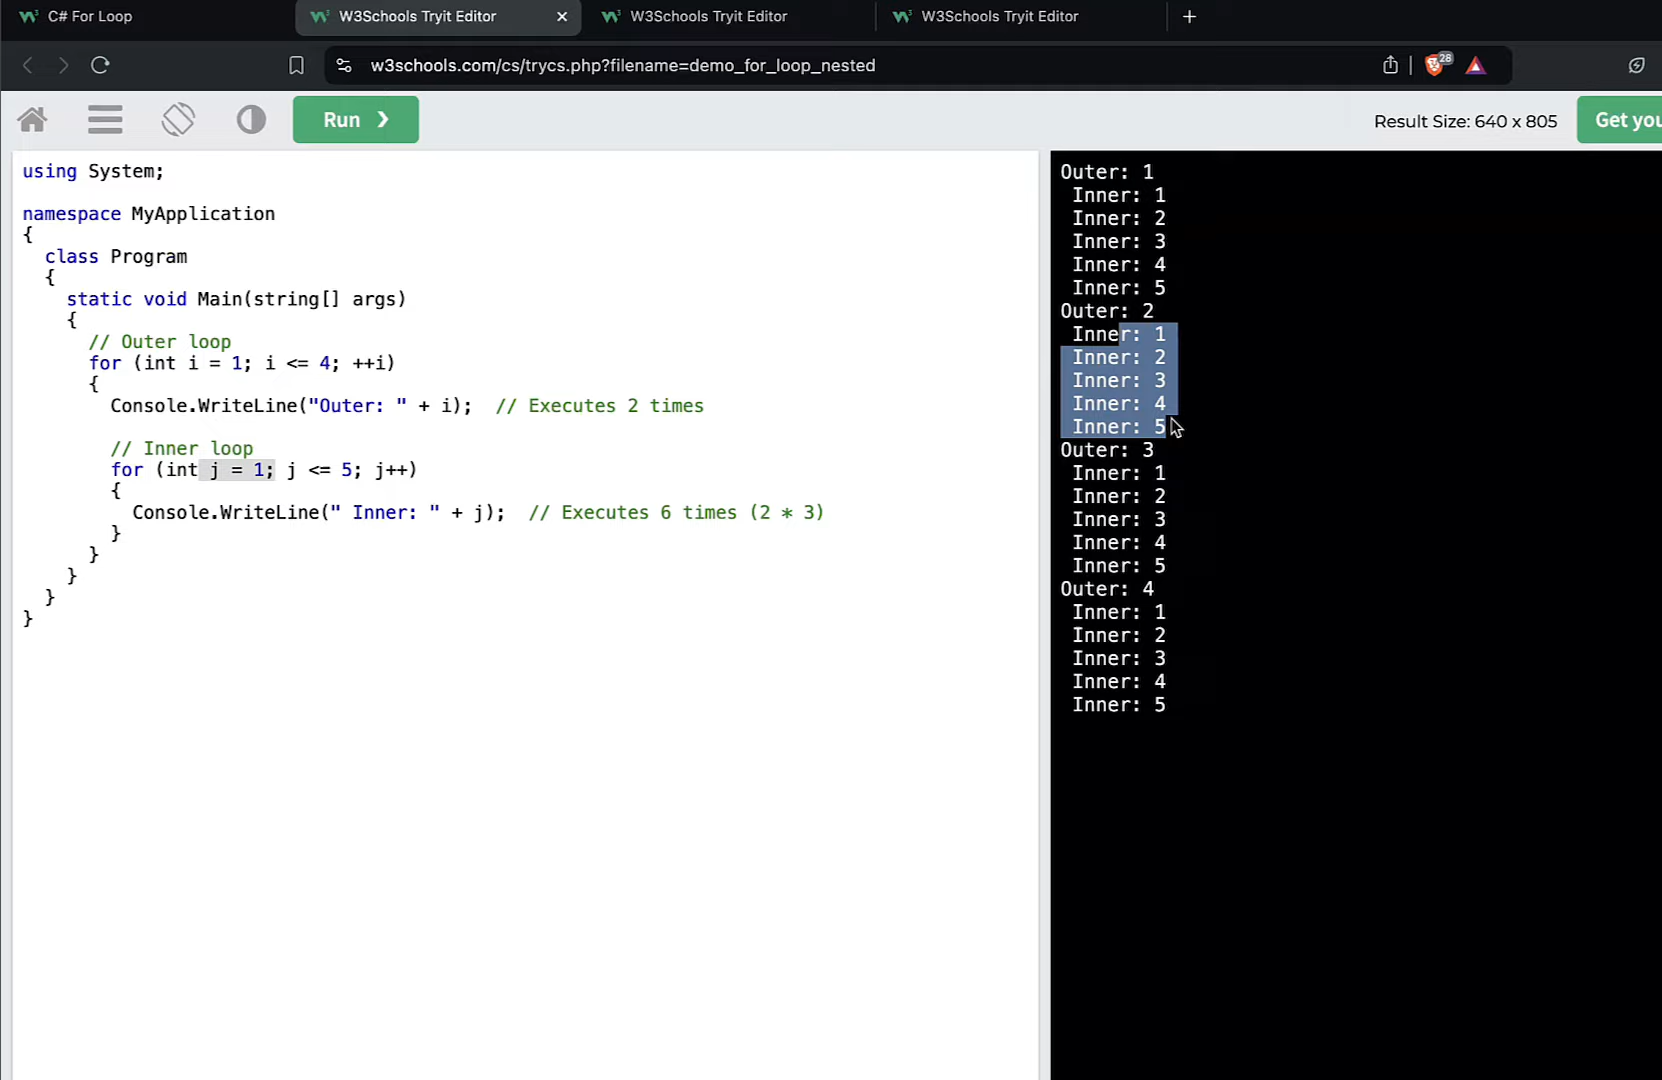 C# For Loop
W3Schools Tryit Editor
W3Schools Tryit Editor
W3Schools Tryit Editor
w3schools.com/cs/trycs.php?filename=demo_for_loop_nested
28
Run ❯
Result Size: 640 x 805
Get you
using System;
namespace MyApplication
{
class Program
{
static void Main(string[] args)
{
// Outer loop
for (int i = 1; i <= 4; ++i)
{
Console.WriteLine("Outer: " + i);  // Executes 2 times
// Inner loop
for (int j = 1; j <= 5; j++)
{
Console.WriteLine(" Inner: " + j);  // Executes 6 times (2 * 3)
}
}
}
}
}
Outer: 1
Inner: 1
Inner: 2
Inner: 3
Inner: 4
Inner: 5
Outer: 2
Inner: 1
Inner: 2
Inner: 3
Inner: 4
Inner: 5
Outer: 3
Inner: 1
Inner: 2
Inner: 3
Inner: 4
Inner: 5
Outer: 4
Inner: 1
Inner: 2
Inner: 3
Inner: 4
Inner: 5